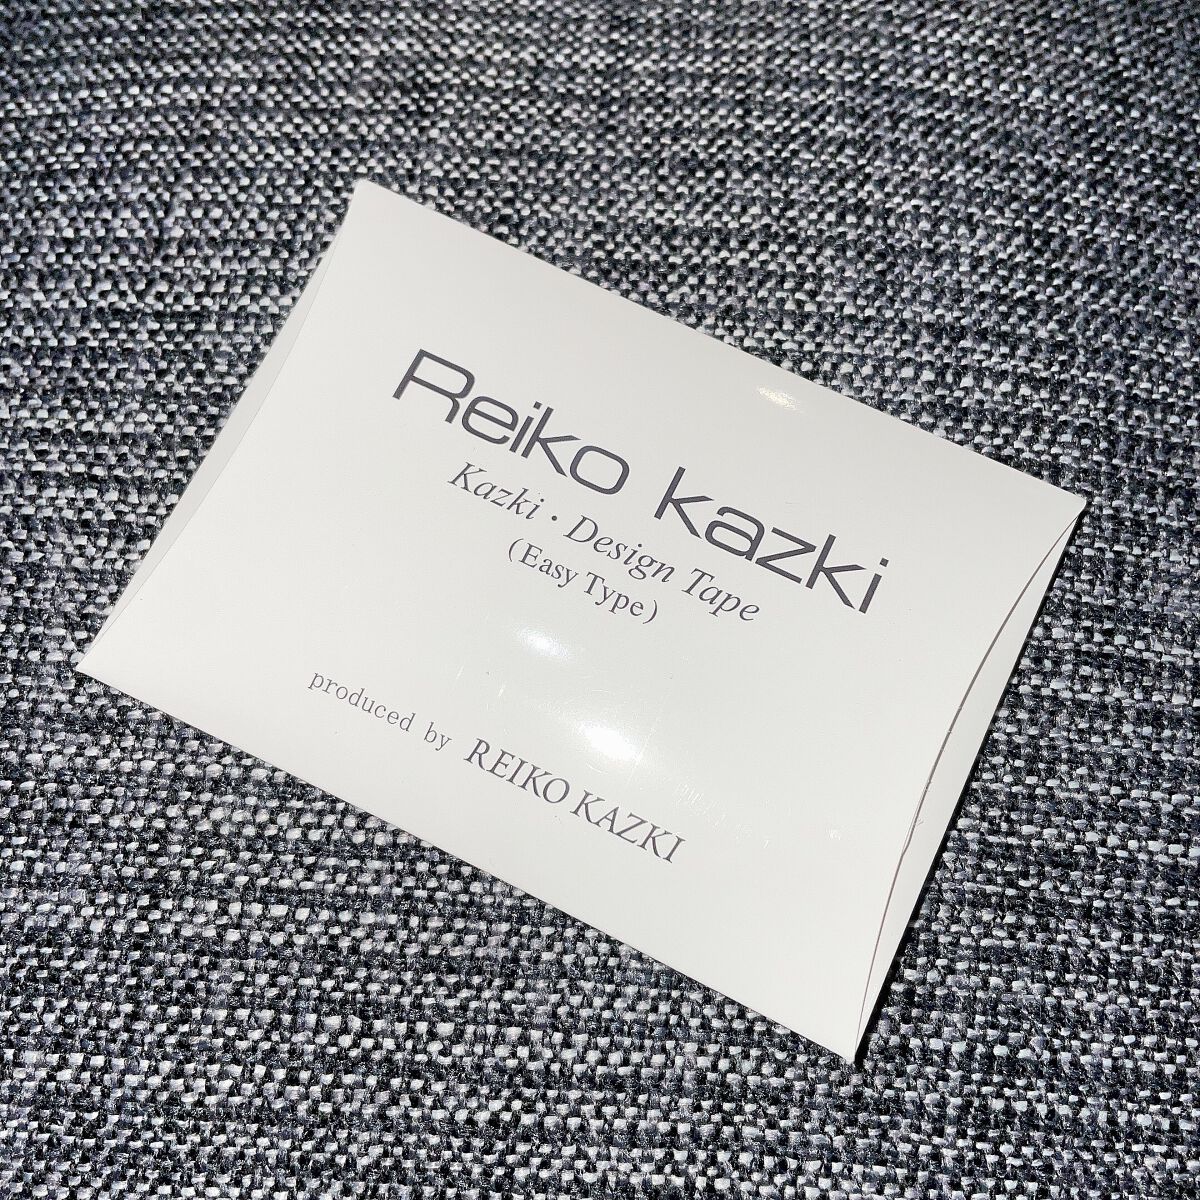 Reiko Kazki
Kazki・Design Tape
(Easy Type)
produced by REIKO KAZKI